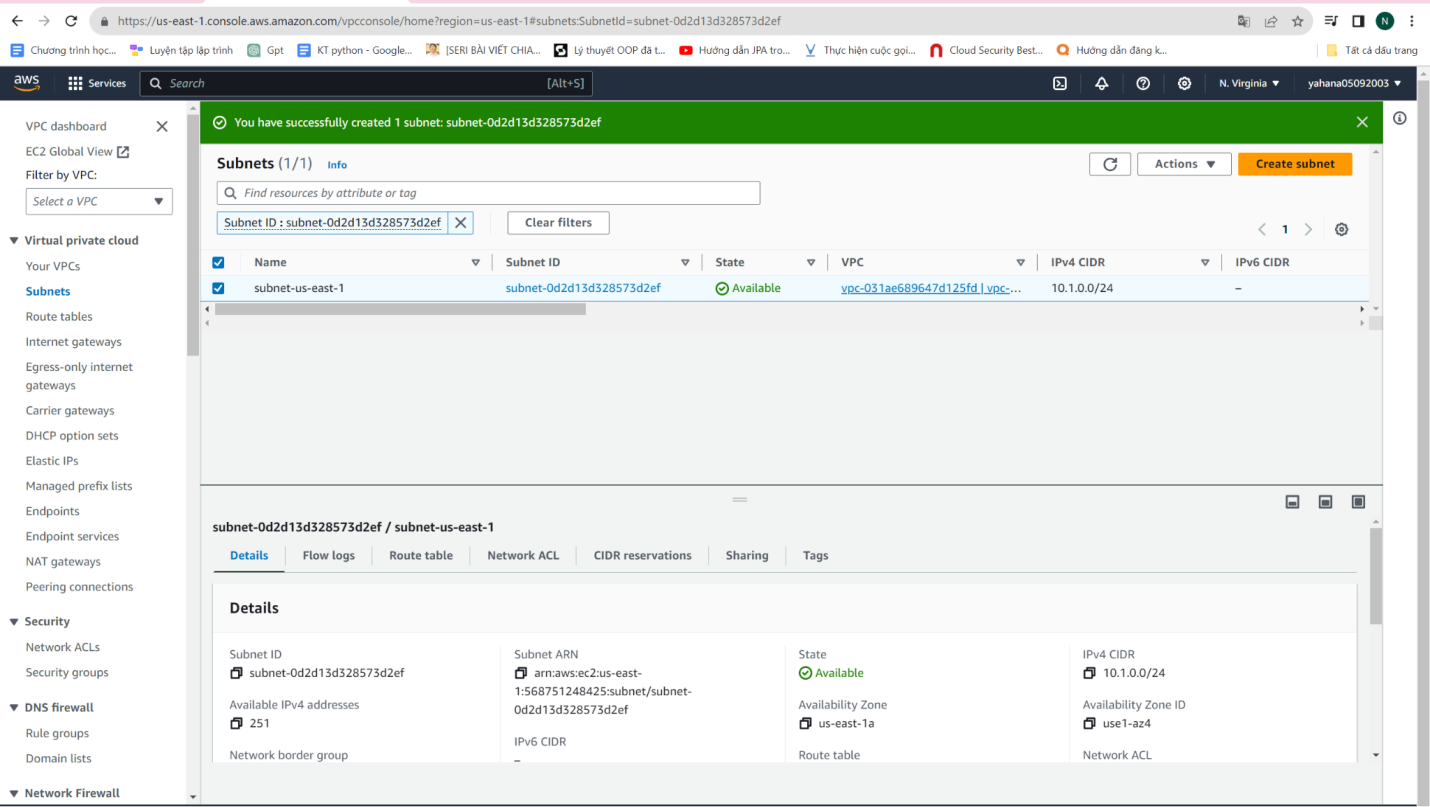 https://us-east-1.console.aws.amazon.com/vpcconsole/home?region=us-east-1#subnets:SubnetId=subnet-0d2d13d328573d2ef
N
Chương trình học... Luyện tập lập trình Gpt KT python - Google... [SERI BÀI VIẾT CHIA... Lý thuyết OOP đã t... Hướng dẫn JPA tro... Thực hiện cuộc gọi... Cloud Security Best... Hướng dẫn đăng k... Tất cả dấu trang
aws Services Search [Alt+S] N. Virginia yahana05092003
VPC dashboard
EC2 Global View
Filter by VPC:
Select a VPC
Virtual private cloud
Your VPCs
Subnets
Route tables
Internet gateways
Egress-only internet
gateways
Carrier gateways
DHCP option sets
Elastic IPs
Managed prefix lists
Endpoints
Endpoint services
NAT gateways
Peering connections
Security
Network ACLs
Security groups
DNS firewall
Rule groups
Domain lists
Network Firewall
You have successfully created 1 subnet: subnet-0d2d13d328573d2ef
Subnets (1/1) Info
Actions Create subnet
Find resources by attribute or tag
Subnet ID : subnet-0d2d13d328573d2ef Clear filters
1
Name Subnet ID State VPC IPv4 CIDR IPv6 CIDR
subnet-us-east-1 subnet-0d2d13d328573d2ef Available vpc-031ae689647d125fd | vpc-... 10.1.0.0/24 –
subnet-0d2d13d328573d2ef / subnet-us-east-1
Details Flow logs Route table Network ACL CIDR reservations Sharing Tags
Details
Subnet ID
subnet-0d2d13d328573d2ef
Available IPv4 addresses
251
Network border group
Subnet ARN
arn:aws:ec2:us-east-
1:568751248425:subnet/subnet-
0d2d13d328573d2ef
IPv6 CIDR
–
State
Available
Availability Zone
us-east-1a
Route table
IPv4 CIDR
10.1.0.0/24
Availability Zone ID
use1-az4
Network ACL